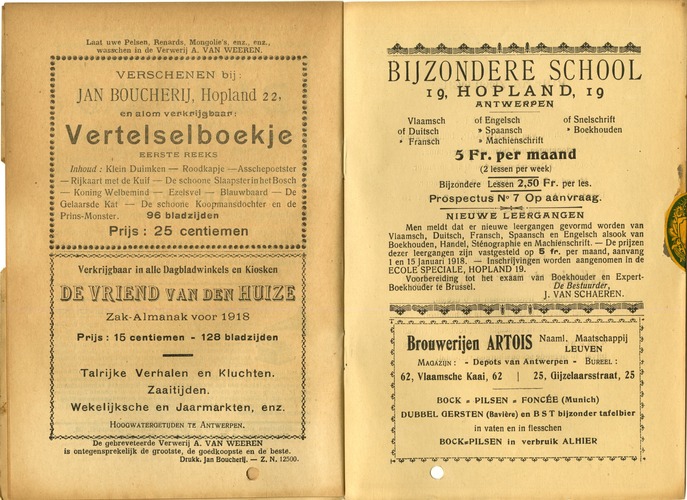 Laat uwe Pelsen, Renards, Mongolie's, enz., enz.,
wasschen in de Verwerij A. VAN WEEREN.
VERSCHENEN bij:
JAN BOUCHERIJ, Hopland 22,
en alom verkrijgbaar:
Vertelselboekje
EERSTE REEKS
Inhoud: Klein Duimken — Roodkapje — Asschepoetster
— Rijkaart met de Kuif — De schoone Slaapster in het Bosch
— Koning Welbemind — Ezelsvel — Blauwbaard — De
Gelaarsde Kat — De schoone Koopmansdochter en de
Prins-Monster. 96 bladzijden
Prijs: 25 centiemen
Verkrijgbaar in alle Dagbladwinkels en Kiosken
DE VRIEND VAN DEN HUIZE
Zak-Almanak voor 1918
Prijs: 15 centiemen - 128 bladzijden
Talrijke Verhalen en Kluchten.
Zaaitijden.
Wekelijksche en Jaarmarkten, enz.
HOOGWATERGETIJDEN TE ANTWERPEN.
De gebreveteerde Verwerij A. VAN WEEREN
is ontegensprekelijk de grootste, de goedkoopste en de beste.
Drukk. Jan Boucherij. — Z. N. 12500.
BIJZONDERE SCHOOL
19, HOPLAND, 19
ANTWERPEN
Vlaamsch of Engelsch of Snelschrift
of Duitsch » Spaansch » Boekhouden
» Fransch » Machienschrift
5 Fr. per maand
(2 lessen per week)
Bijzondere Lessen 2,50 Fr. per les.
Prospectus Nº 7 Op aanvraag.
NIEUWE LEERGANGEN
Men meldt dat er nieuwe leergangen gevormd worden van
Vlaamsch, Duitsch, Fransch, Spaansch en Engelsch alsook van
Boekhouden, Handel, Sténographie en Machienschrift. — De prijzen
dezer leergangen zijn vastgesteld op 5 fr. per maand, aanvang
1 en 15 Januari 1918. — Inschrijvingen worden aangenomen in de
ECOLE SPECIALE, HOPLAND 19.
Voorbereiding tot het exaam van Boekhouder en Expert-
Boekhouder te Brussel. De Bestuurder,
J. VAN SCHAEREN.
Brouwerijen ARTOIS Naaml. Maatschappij
LEUVEN
MAGAZIJN: - Depots van Antwerpen - BUREEL:
62, Vlaamsche Kaai, 62 | 25, Gijzelaarsstraat, 25
BOCK = PILSEN = FONCÉE (Munich)
DUBBEL GERSTEN (Bavière) en B S T bijzonder tafelbier
in vaten en in flesschen
BOCK=PILSEN in verbruik ALHIER